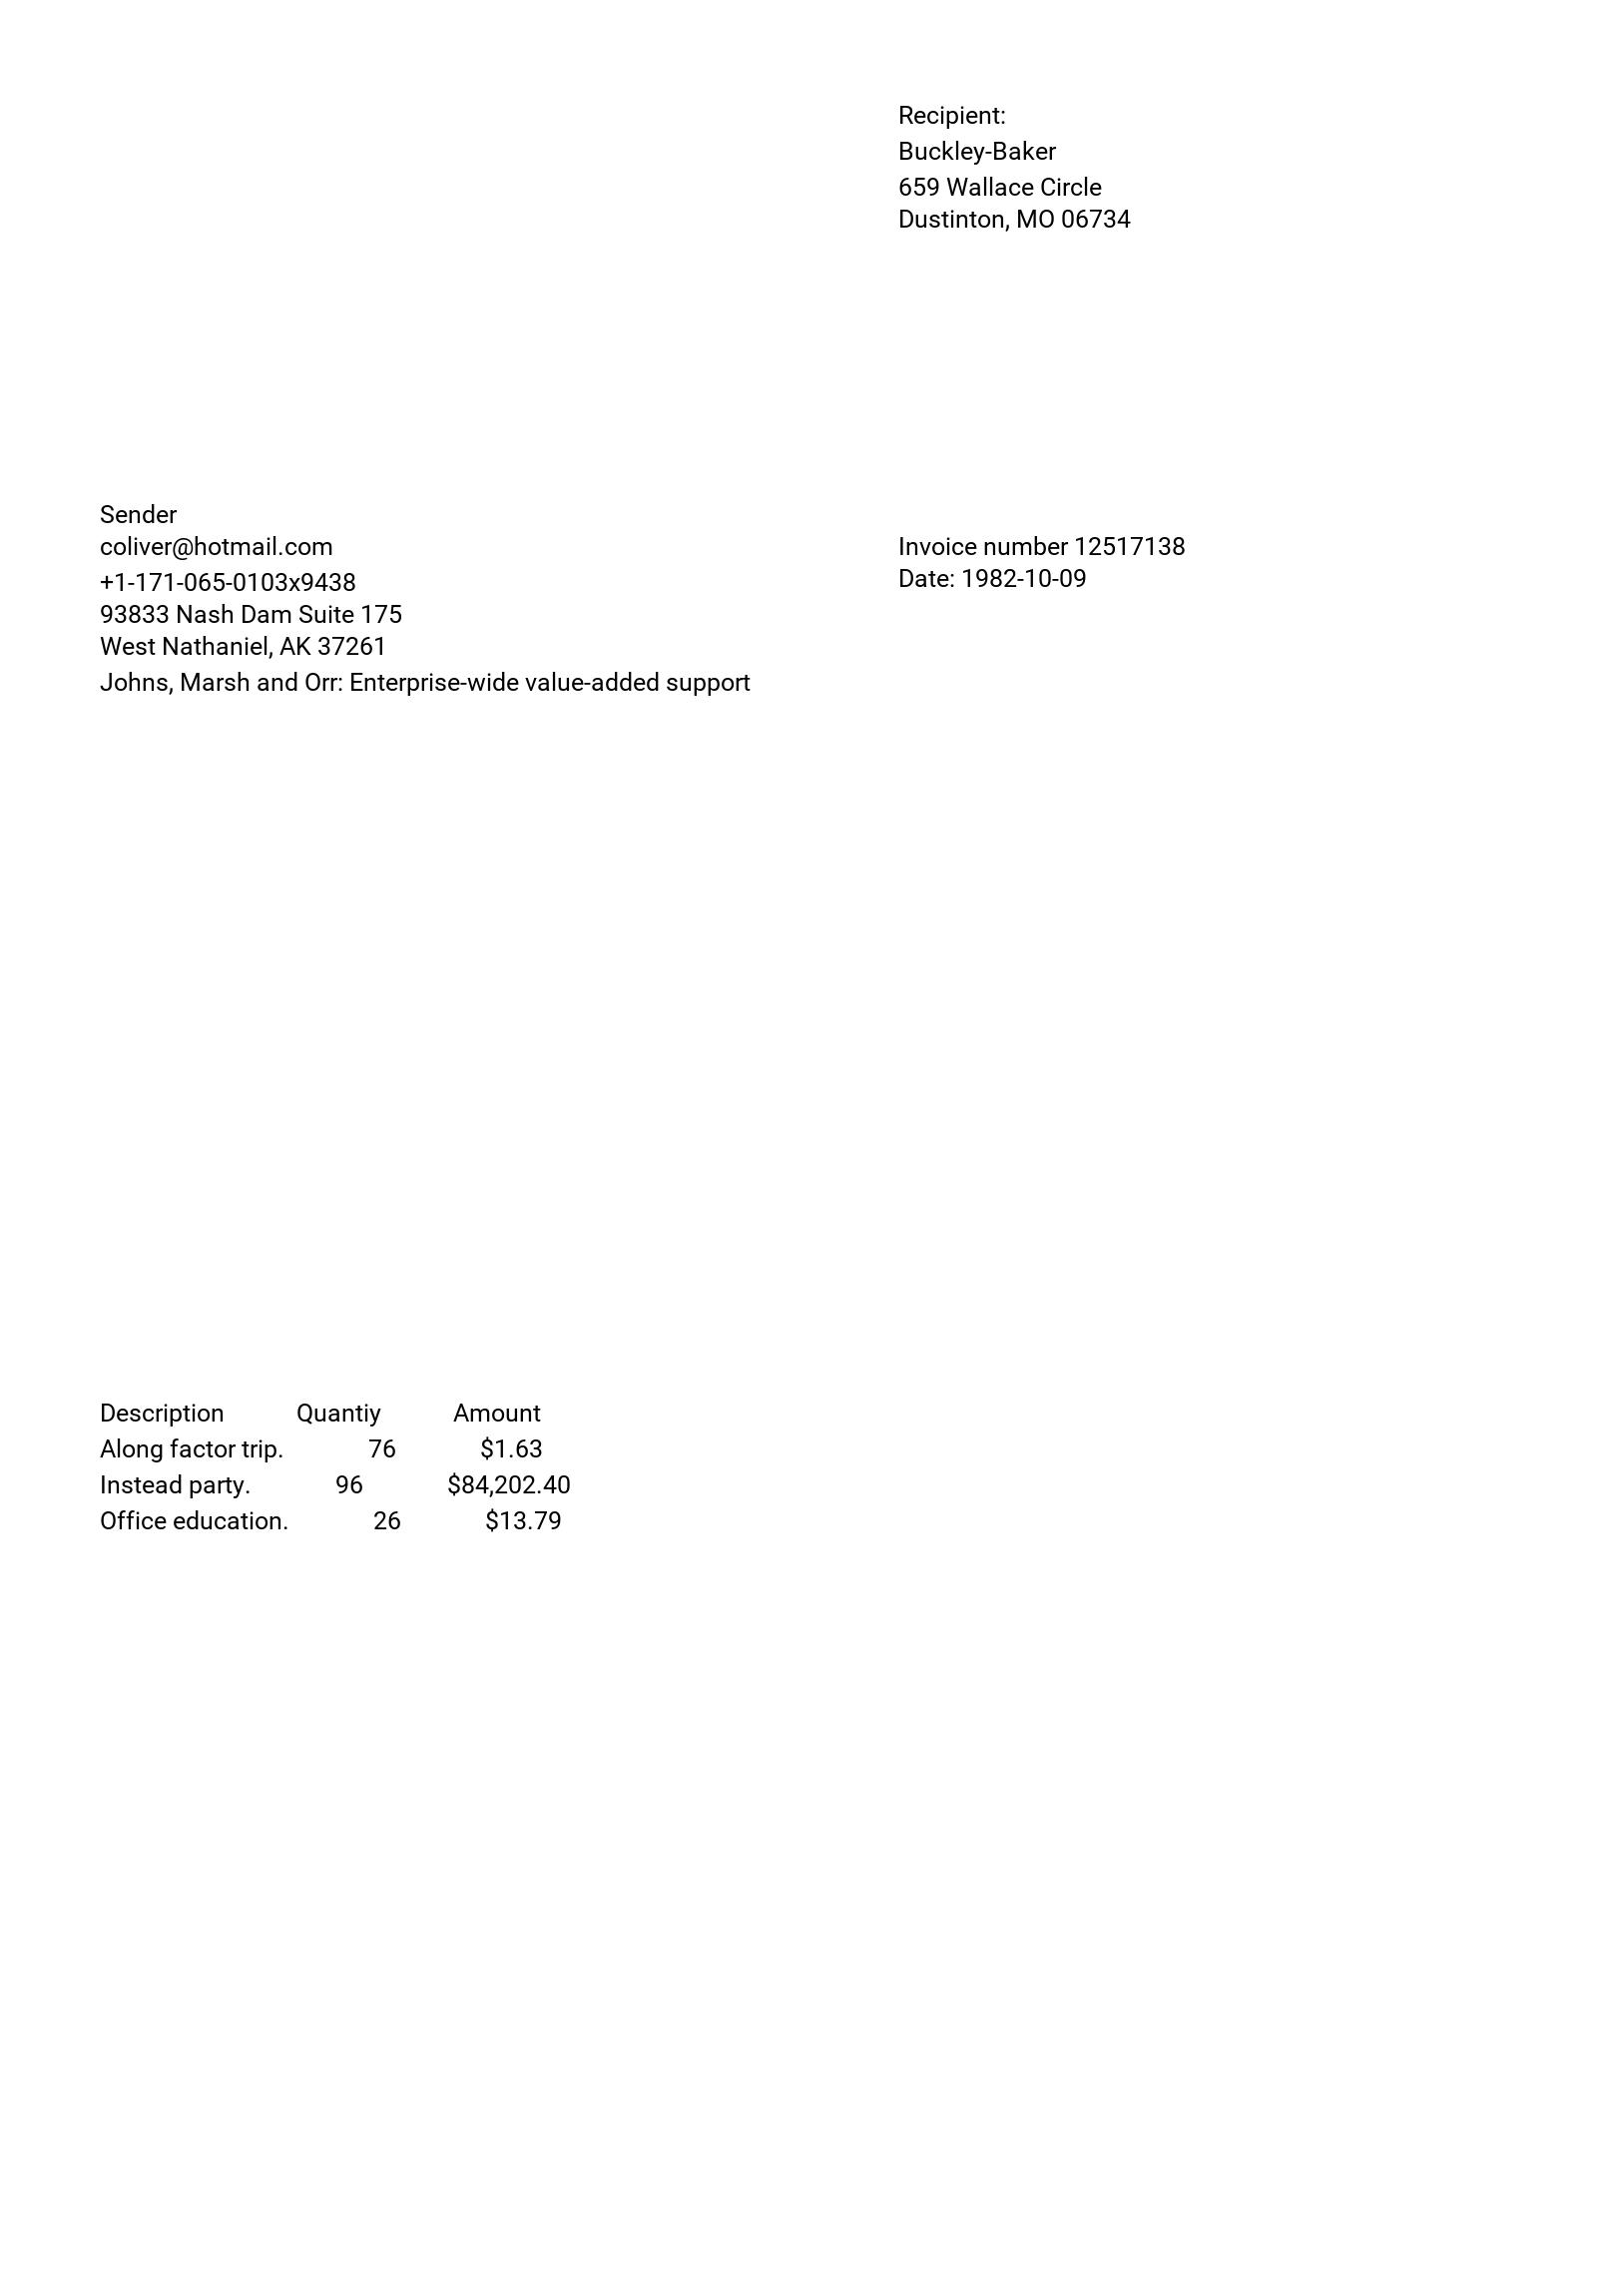 Recipient:
Buckley-Baker
659 Wallace Circle
Dustinton, MO 06734
Sender
coliver@hotmail.com
+1-171-065-0103x9438
93833 Nash Dam Suite 175
West Nathaniel, AK 37261
Johns, Marsh and Orr: Enterprise-wide value-added support
Invoice number 12517138
Date: 1982-10-09
Description Quantiy Amount
Along factor trip. 76 $1.63
Instead party. 96 $84,202.40
Office education. 26 $13.79